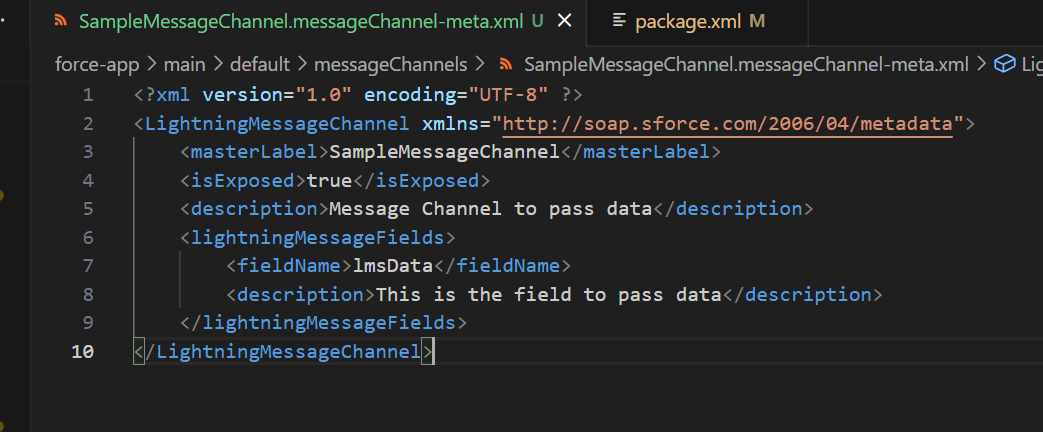 SampleMessageChannel.messageChannel-meta.xml U × package.xml M
force-app > main > default > messageChannels > SampleMessageChannel.messageChannel-meta.xml > Lig
1 <?xml version="1.0" encoding="UTF-8" ?>
2 <LightningMessageChannel xmlns="http://soap.sforce.com/2006/04/metadata">
3 <masterLabel>SampleMessageChannel</masterLabel>
4 <isExposed>true</isExposed>
5 <description>Message Channel to pass data</description>
6 <lightningMessageFields>
7 <fieldName>lmsData</fieldName>
8 <description>This is the field to pass data</description>
9 </lightningMessageFields>
10 </LightningMessageChannel>